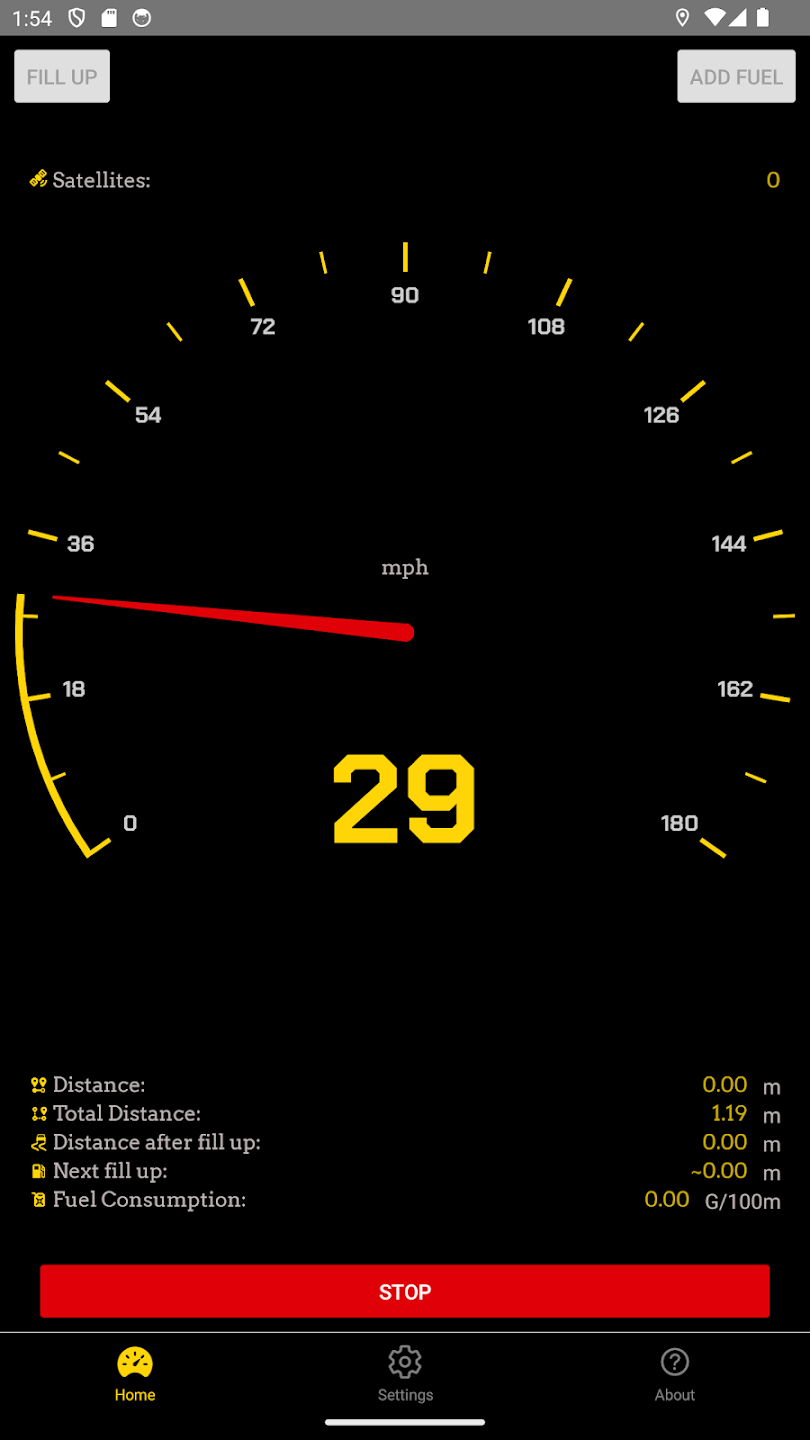 1:54
FILL UP
ADD FUEL
Satellites: 0
90
72
108
54
126
36
144
mph
18
162
29
0
180
Distance: 0.00 m
Total Distance: 1.19 m
Distance after fill up: 0.00 m
Next fill up: ~0.00 m
Fuel Consumption: 0.00 G/100m
STOP
Home
Settings
About